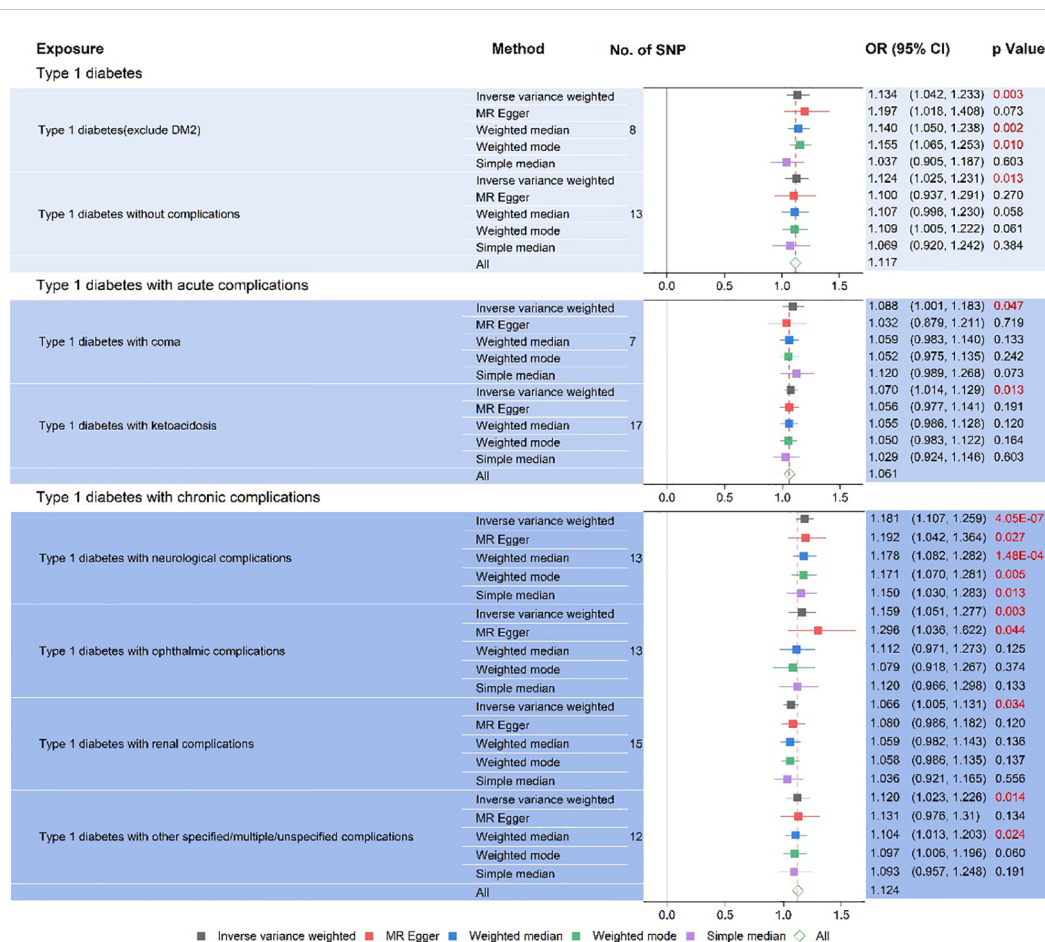 Exposure Method No. of SNP OR (95% CI) p Value
Type 1 diabetes
Inverse variance weighted 1.134 (1.042, 1.233) 0.003
MR Egger 1.197 (1.018, 1.408) 0.073
Type 1 diabetes(exclude DM2) Weighted median 8 1.140 (1.050, 1.238) 0.002
Weighted mode 1.155 (1.065, 1.253) 0.010
Simple median 1.037 (0.905, 1.187) 0.603
Inverse variance weighted 1.124 (1.025, 1.231) 0.013
MR Egger 1.100 (0.937, 1.291) 0.270
Type 1 diabetes without complications Weighted median 13 1.107 (0.996, 1.230) 0.058
Weighted mode 1.109 (1.005, 1.222) 0.061
Simple median 1.069 (0.920, 1.242) 0.384
All 1.117
0.0 1.0 1.5
Type 1 diabetes with acute complications
Inverse variance weighted 1.088 (1.001, 1.183) 0.047
MR Egger 1.032 (0.879, 1.211) 0.719
Type 1 diabetes with coma Weighted median 7 1.059 (0.983, 1.140) 0.133
Weighted mode 1.052 (0.975, 1.135) 0.242
Simple median 1.120 (0.989, 1.268) 0.073
Inverse variance weighted 1.070 (1.014, 1.129) 0.013
MR Egger 1.056 (0.977, 1.141) 0.191
Type 1 diabetes with ketoacidosis Weighted median 17 1.055 (0.986, 1.128) 0.120
Weighted mode 1.050 (0.983, 1.122) 0.164
Simple median 1.029 (0.924, 1.146) 0.603
All 1.061
0.0 1.0 1.5
Type 1 diabetes with chronic complications
Inverse variance weighted 1.181 (1.107, 1.259) 4.05E-07
MR Egger 1.192 (1.042, 1.364) 0.027
Type 1 diabetes with neurological complications Weighted median 13 1.178 (1.082, 1.282) 1.48E-04
Weighted mode 1.171 (1.070, 1.281) 0.005
Simple median 1.150 (1.030, 1.283) 0.013
Inverse variance weighted 1.159 (1.051, 1.277) 0.003
MR Egger 1.296 (1.036, 1.622) 0.044
Type 1 diabetes with ophthalmic complications Weighted median 13 1.112 (0.971, 1.273) 0.125
Weighted mode 1.079 (0.918, 1.267) 0.374
Simple median 1.120 (0.966, 1.298) 0.133
Inverse variance weighted 1.066 (1.005, 1.131) 0.034
MR Egger 1.080 (0.986, 1.182) 0.120
Type 1 diabetes with renal complications Weighted median 15 1.059 (0.982, 1.143) 0.136
Weighted mode 1.058 (0.986, 1.135) 0.137
Simple median 1.036 (0.921, 1.165) 0.556
Inverse variance weighted 1.120 (1.023, 1.226) 0.014
MR Egger 1.131 (0.976, 1.31) 0.134
Type 1 diabetes with other specified/multiple/unspecified complications Weighted median 12 1.104 (1.013, 1.203) 0.024
Weighted mode 1.097 (1.006, 1.196) 0.060
Simple median 1.093 (0.957, 1.248) 0.191
All 1.124
0.0 1.0 1.5
Inverse variance weighted MR Egger Weighted median Weighted mode Simple median All